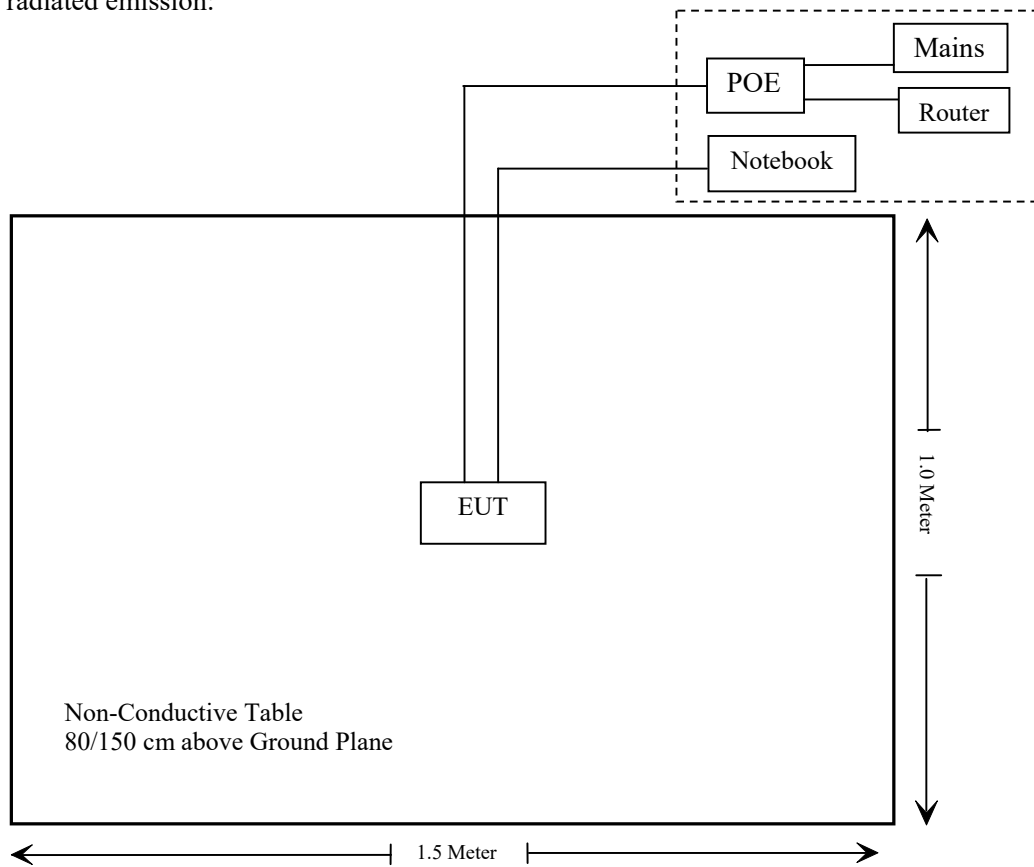 radiated emission:
Mains
POE
Router
Notebook
EUT
1.0 Meter
Non-Conductive Table
80/150 cm above Ground Plane
1.5 Meter